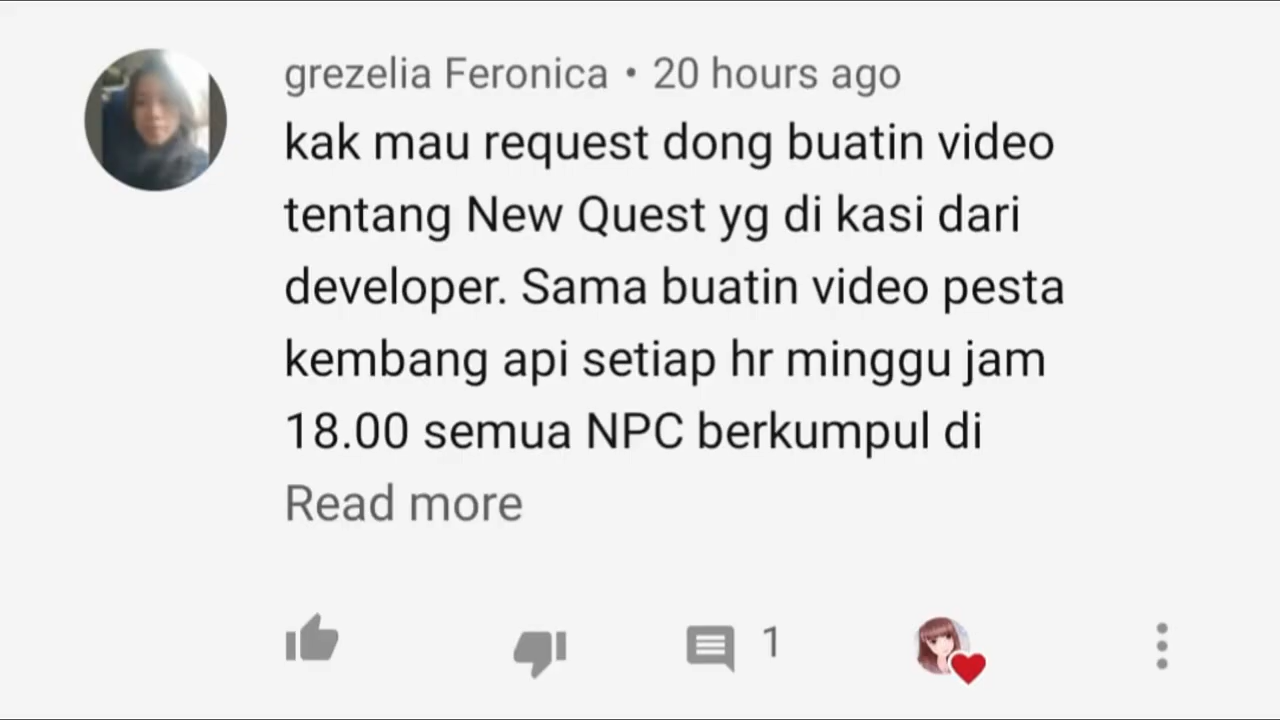 grezelia Feronica • 20 hours ago
kak mau request dong buatin video
tentang New Quest yg di kasi dari
developer. Sama buatin video pesta
kembang api setiap hr minggu jam
18.00 semua NPC berkumpul di
Read more
1